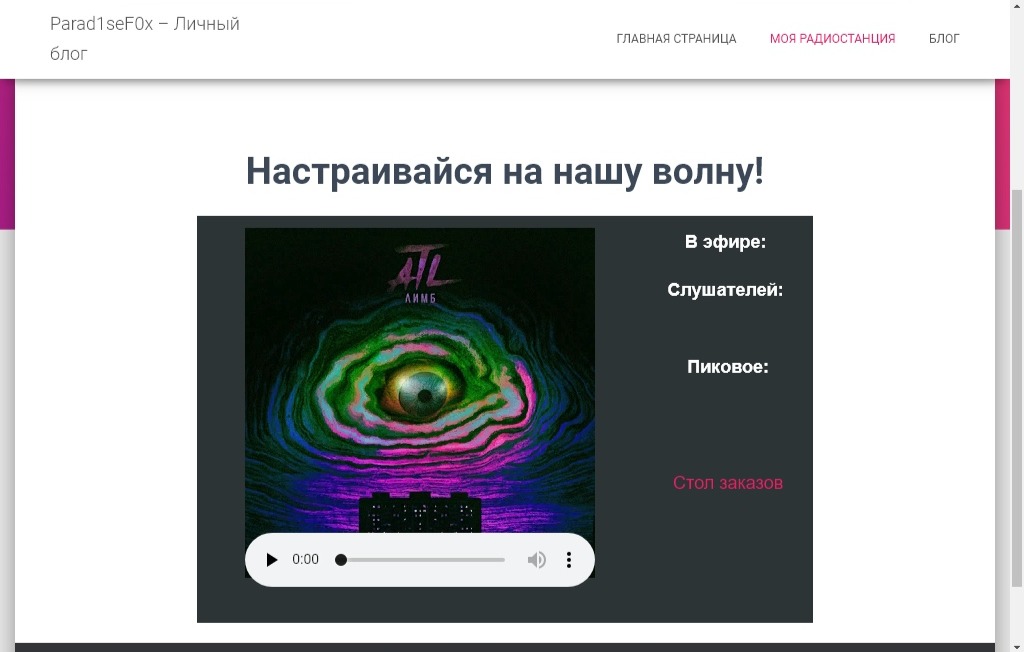 Parad1seF0x – Личный
блог
ГЛАВНАЯ СТРАНИЦА
МОЯ РАДИОСТАНЦИЯ
БЛОГ
Настраивайся на нашу волну!
ATL
ЛИМБ
В эфире:
Слушателей:
Пиковое:
Стол заказов
0:00